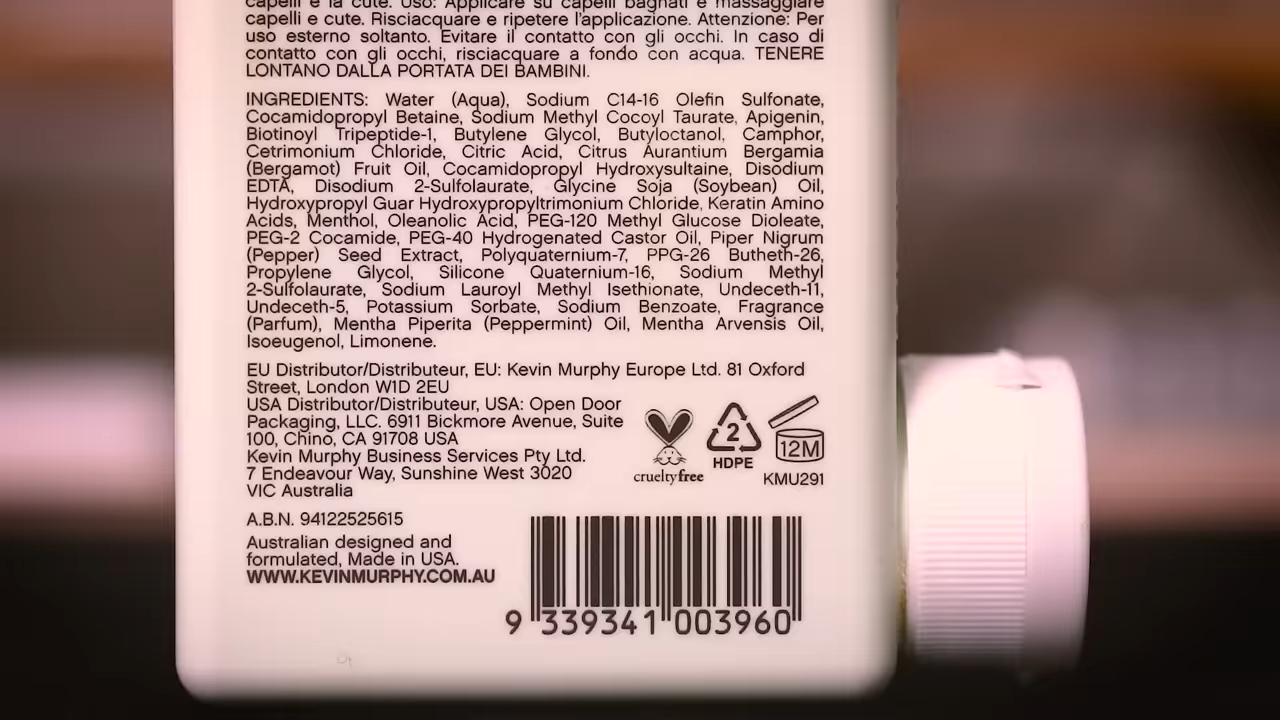 capelli e la cute. Uso: Applicare su capelli bagnati e massaggiare
capelli e cute. Risciacquare e ripetere l'applicazione. Attenzione: Per
uso esterno soltanto. Evitare il contatto con gli occhi. In caso di
contatto con gli occhi, risciacquare a fondo con acqua. TENERE
LONTANO DALLA PORTATA DEI BAMBINI.
INGREDIENTS: Water (Aqua), Sodium C14-16 Olefin Sulfonate,
Cocamidopropyl Betaine, Sodium Methyl Cocoyl Taurate, Apigenin,
Biotinoyl Tripeptide-1, Butylene Glycol, Butyloctanol, Camphor,
Cetrimonium Chloride, Citric Acid, Citrus Aurantium Bergamia
(Bergamot) Fruit Oil, Cocamidopropyl Hydroxysultaine, Disodium
EDTA, Disodium 2-Sulfolaurate, Glycine Soja (Soybean) Oil,
Hydroxypropyl Guar Hydroxypropyltrimonium Chloride, Keratin Amino
Acids, Menthol, Oleanolic Acid, PEG-120 Methyl Glucose Dioleate,
PEG-2 Cocamide, PEG-40 Hydrogenated Castor Oil, Piper Nigrum
(Pepper) Seed Extract, Polyquaternium-7, PPG-26 Butheth-26,
Propylene Glycol, Silicone Quaternium-16, Sodium Methyl
2-Sulfolaurate, Sodium Lauroyl Methyl Isethionate, Undeceth-11,
Undeceth-5, Potassium Sorbate, Sodium Benzoate, Fragrance
(Parfum), Mentha Piperita (Peppermint) Oil, Mentha Arvensis Oil,
Isoeugenol, Limonene.
EU Distributor/Distributeur, EU: Kevin Murphy Europe Ltd. 81 Oxford
Street, London W1D 2EU
USA Distributor/Distributeur, USA: Open Door
Packaging, LLC. 6911 Bickmore Avenue, Suite
100, Chino, CA 91708 USA
Kevin Murphy Business Services Pty Ltd.
7 Endeavour Way, Sunshine West 3020
VIC Australia
crueltyfree
2
HDPE
12M
KMU291
A.B.N. 94122525615
Australian designed and
formulated, Made in USA.
WWW.KEVINMURPHY.COM.AU
9 339341 003960